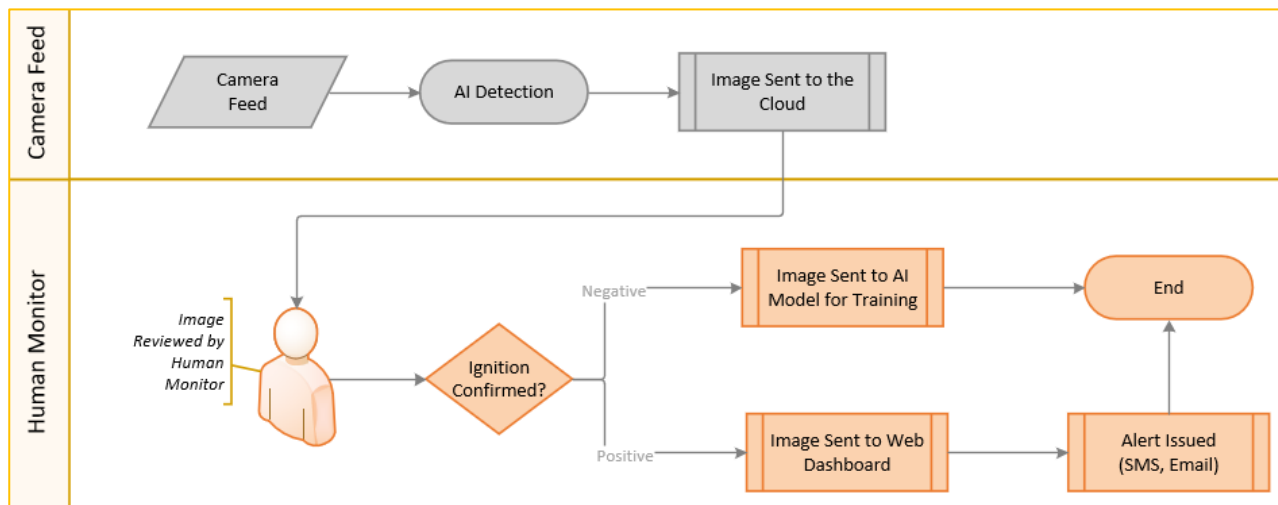 Camera Feed
Camera
Feed
AI Detection
Image Sent to the
Cloud
Human Monitor
Image
Reviewed by
Human
Monitor
Ignition
Confirmed?
Negative
Image Sent to AI
Model for Training
End
Positive
Image Sent to Web
Dashboard
Alert Issued
(SMS, Email)